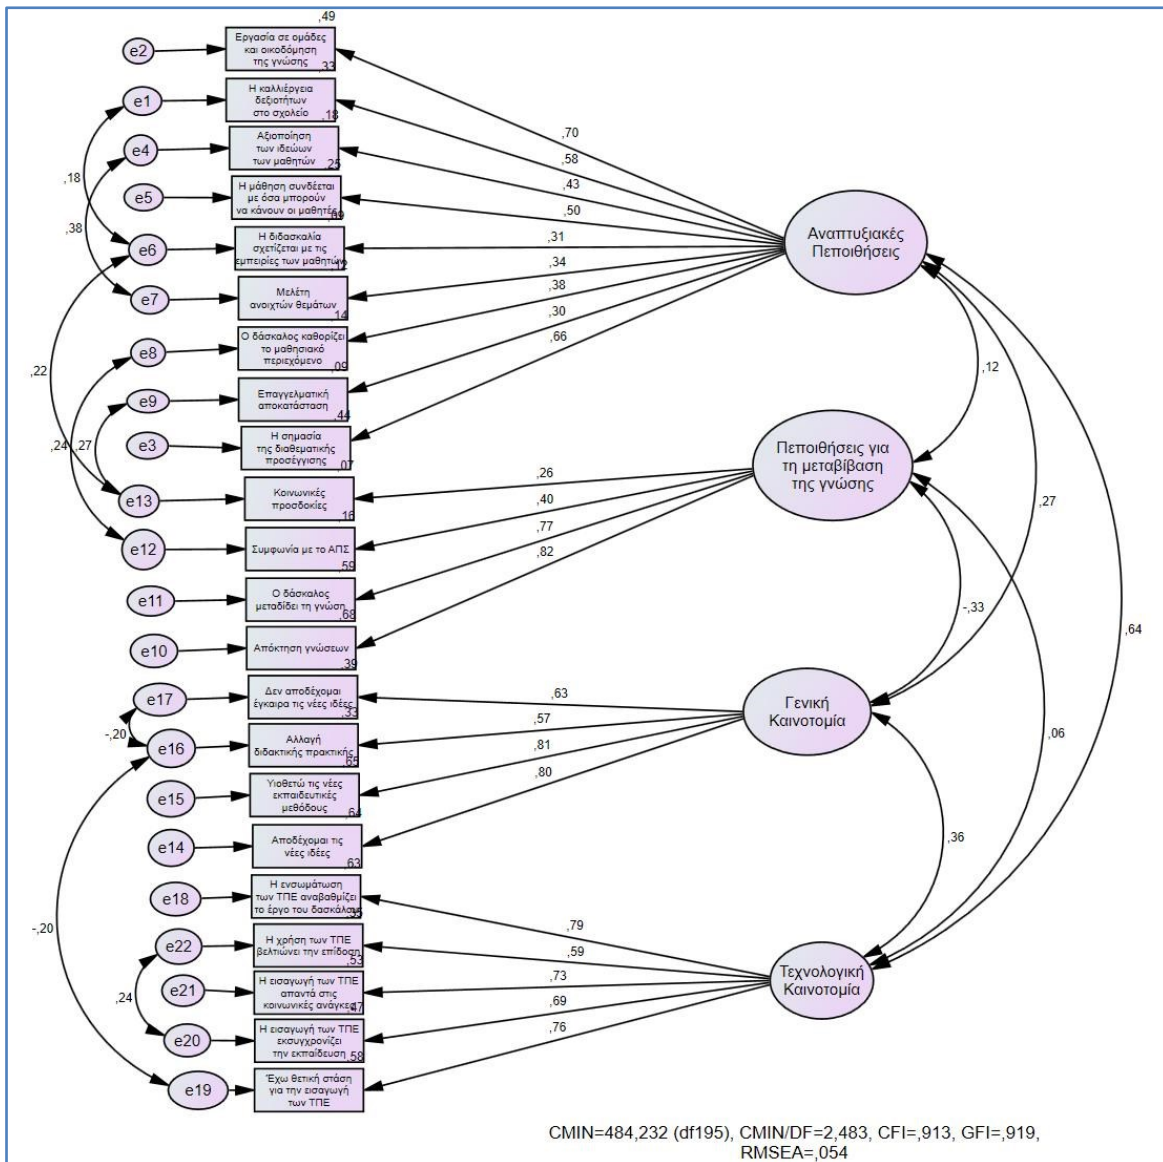 ,49
e2
Εργασία σε ομάδες
και οικοδόμηση
της γνώσης
,33
e1
Η καλλιέργεια
δεξιοτήτων
στο σχολείο
,18
e4
Αξιοποίηση
των ιδεώων
των μαθητών
,25
e5
Η μάθηση συνδέεται
με όσα μπορούν
να κάνουν οι μαθητές
,09
e6
Η διδασκαλία
σχετίζεται με τις
εμπειρίες των μαθητών
,12
e7
Μελέτη
ανοιχτών θεμάτων
,14
e8
Ο δάσκαλος καθορίζει
το μαθησιακό
περιεχόμενο
,09
e9
Επαγγελματική
αποκατάσταση
,44
e3
Η σημασία
της διαθεματικής
προσέγγισης
,07
e13
Κοινωνικές
προσδοκίες
,16
e12
Συμφωνία με το ΑΠΣ
,59
e11
Ο δάσκαλος
μεταδίδει τη γνώση
,68
e10
Απόκτηση γνώσεων
,39
e17
Δεν αποδέχομαι
έγκαιρα τις νέες ιδέες
,33
e16
Αλλαγή
διδακτικής πρακτικής
,65
e15
Υιοθετώ τις νέες
εκπαιδευτικές
μεθόδους
,64
e14
Αποδέχομαι τις
νέες ιδέες
,63
e18
Η ενσωμάτωση
των ΤΠΕ αναβαθμίζει
το έργο του δασκάλου
,35
e22
Η χρήση των ΤΠΕ
βελτιώνει την επίδοση
,53
e21
Η εισαγωγή των ΤΠΕ
απαντά στις
κοινωνικές ανάγκες
,47
e20
Η εισαγωγή των ΤΠΕ
εκσυγχρονίζει
την εκπαίδευση
,58
e19
Έχω θετική στάση
για την εισαγωγή
των ΤΠΕ
,18
,38
,22
,24
,27
-,20
-,20
,24
,70
,58
,43
,50
,31
,34
,38
,30
,66
,26
,40
,77
,82
,63
,57
,81
,80
,79
,59
,73
,69
,76
Αναπτυξιακές
Πεποιθήσεις
Πεποιθήσεις για
τη μεταβίβαση
της γνώσης
Γενική
Καινοτομία
Τεχνολογική
Καινοτομία
,12
,27
-,33
,64
,06
,36
CMIN=484,232 (df195), CMIN/DF=2,483, CFI=,913, GFI=,919,
RMSEA=,054